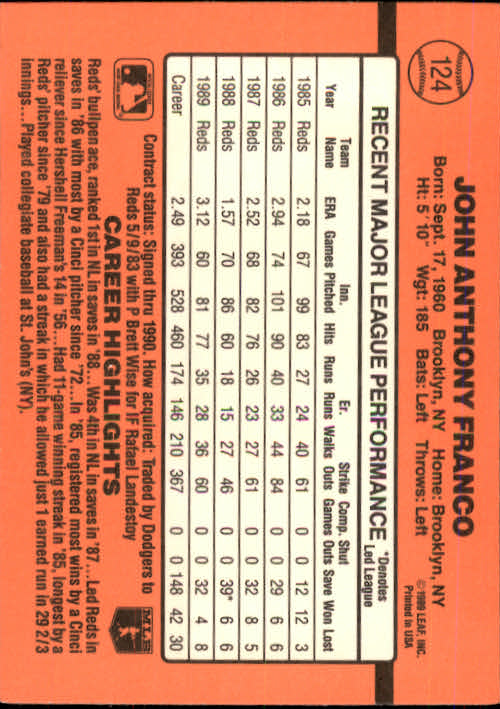 124
JOHN ANTHONY FRANCO
Born: Sept. 17, 1960 Brooklyn, NY Home: Brooklyn, NY
Ht: 5' 10" Wgt: 185 Bats: Left Throws: Left
©1989 LEAF, INC.
Printed in USA
RECENT MAJOR LEAGUE PERFORMANCE *Denotes Led League
Year Team Name ERA Games Inn. Pitched Hits Runs Er. Runs Walks Strike Outs Comp. Games Shut Outs Save Won Lost
1985 Reds 2.18 67 99 83 27 24 40 61 0 0 12 12 3
1986 Reds 2.94 74 101 90 40 33 44 84 0 0 29 6 6
1987 Reds 2.52 68 82 76 26 23 27 61 0 0 32 8 5
1988 Reds 1.57 70 86 60 18 15 27 46 0 0 39* 6 6
1989 Reds 3.12 60 81 77 35 28 36 60 0 0 32 4 8
Career 2.49 393 528 460 174 146 210 367 0 0 148 42 30
Contract status: Signed thru 1990. How acquired: Traded by Dodgers to
Reds 5/9/83 with P Brett Wise for IF Rafael Landestoy
CAREER HIGHLIGHTS
MLB
Reds' bullpen ace, ranked 1st in NL in saves in '88... Was 4th in NL in saves in '87... Led Reds in
saves in '86 with most by a Cinci pitcher since '72... In '85, registered most wins by a Cinci
reliever since Hershall Freeman's 14 in '56... Had 11-game winning streak in '85, longest by a
Reds' pitcher since '79 and also had a streak in which he allowed just 1 earned run in 29 2/3
innings... Played collegiate baseball at St. John's (NY).